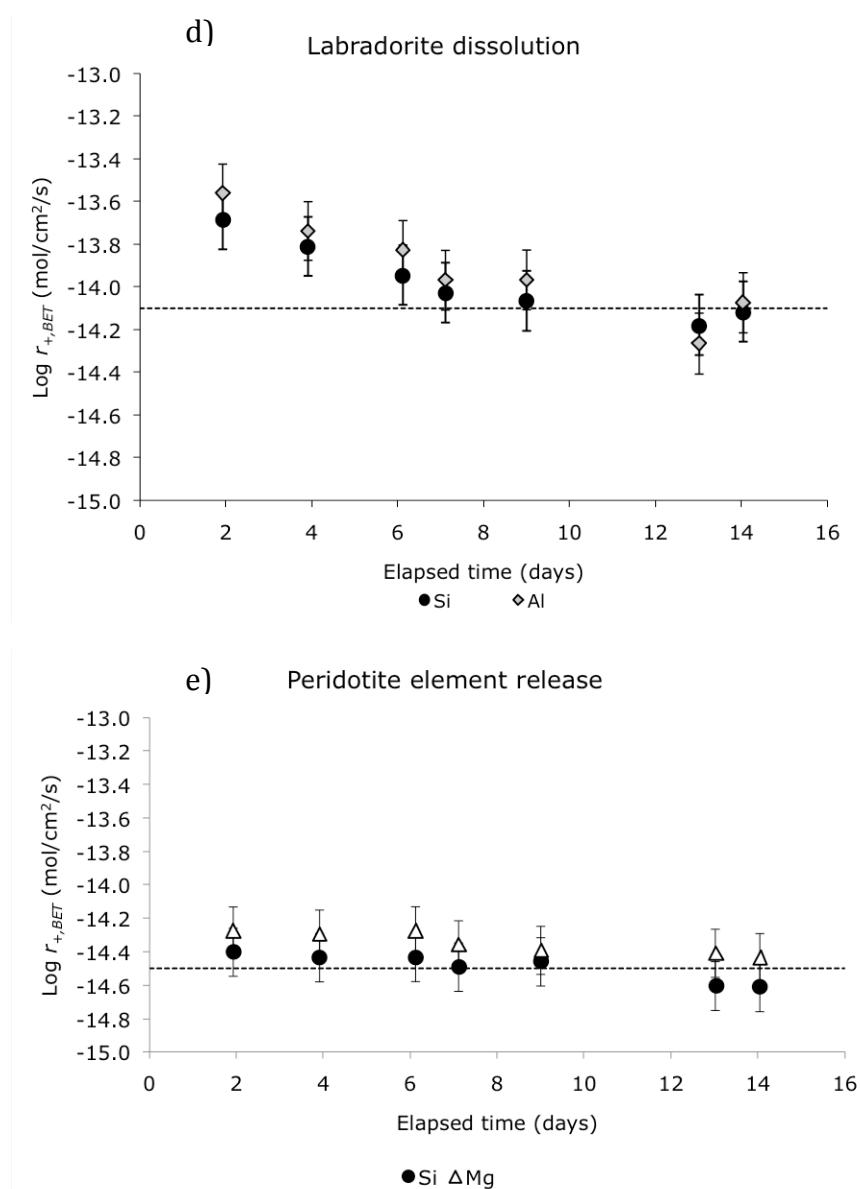 d)
Labradorite dissolution
-13.0
-13.2
-13.4
-13.6
-13.8
-14.0
-14.2
-14.4
-14.6
-14.8
-15.0
Log r+,BET (mol/cm²/s)
0 2 4 6 8 10 12 14 16
Elapsed time (days)
Si Al
e)
Peridotite element release
-13.0
-13.2
-13.4
-13.6
-13.8
-14.0
-14.2
-14.4
-14.6
-14.8
-15.0
Log r+,BET (mol/cm²/s)
0 2 4 6 8 10 12 14 16
Elapsed time (days)
Si Mg